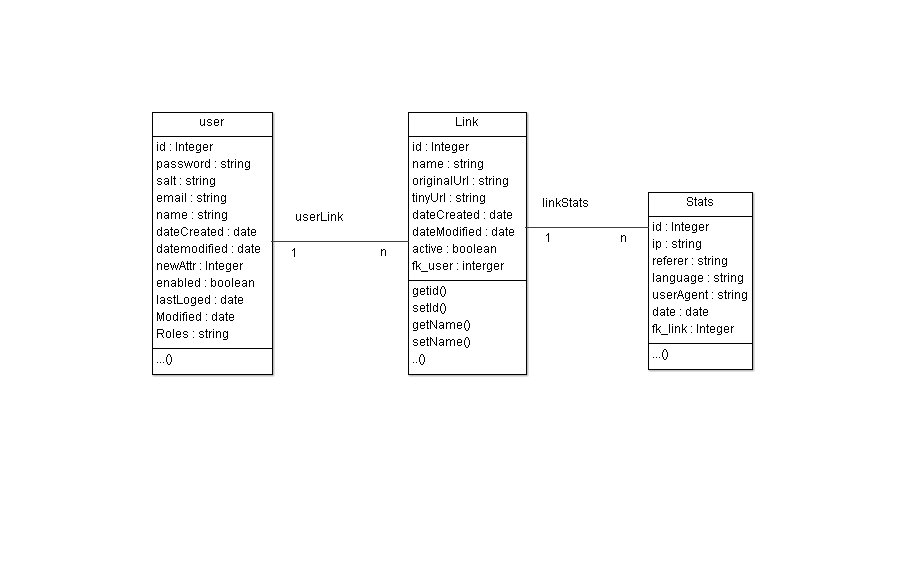 user
id : Integer
password : string
salt : string
email : string
name : string
dateCreated : date
datemodified : date
newAttr : Integer
enabled : boolean
lastLoged : date
Modified : date
Roles : string
...()
userLink
1
n
Link
id : Integer
name : string
originalUrl : string
tinyUrl : string
dateCreated : date
dateModified : date
active : boolean
fk_user : interger
getId()
setId()
getName()
setName()
..()
linkStats
1
n
Stats
id : Integer
ip : string
referer : string
language : string
userAgent : string
date : date
fk_link : Integer
...()